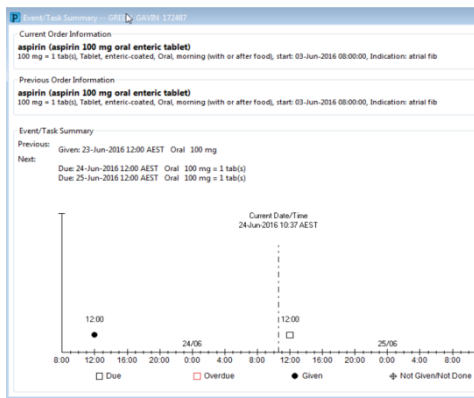 Event/Task Summary -- GREEN, GAVIN 172487
Current Order Information
aspirin (aspirin 100 mg oral enteric tablet)
100 mg = 1 tab(s), Tablet, enteric-coated, Oral, morning (with or after food), start: 03-Jun-2016 08:00:00, Indication: atrial fib
Previous Order Information
aspirin (aspirin 100 mg oral enteric tablet)
100 mg = 1 tab(s), Tablet, enteric-coated, Oral, morning (with or after food), start: 03-Jun-2016 08:00:00, Indication: atrial fib
Event/Task Summary
Previous:
Given: 23-Jun-2016 12:00 AEST Oral 100 mg
Next:
Due: 24-Jun-2016 12:00 AEST Oral 100 mg = 1 tab(s)
Due: 25-Jun-2016 12:00 AEST Oral 100 mg = 1 tab(s)
Current Date/Time
24-Jun-2016 10:37 AEST
12:00 12:00
24/06 25/06
8:00 12:00 16:00 20:00 0:00 4:00 8:00 12:00 16:00 20:00 0:00 4:00 8:00
Due Overdue Given Not Given/Not Done